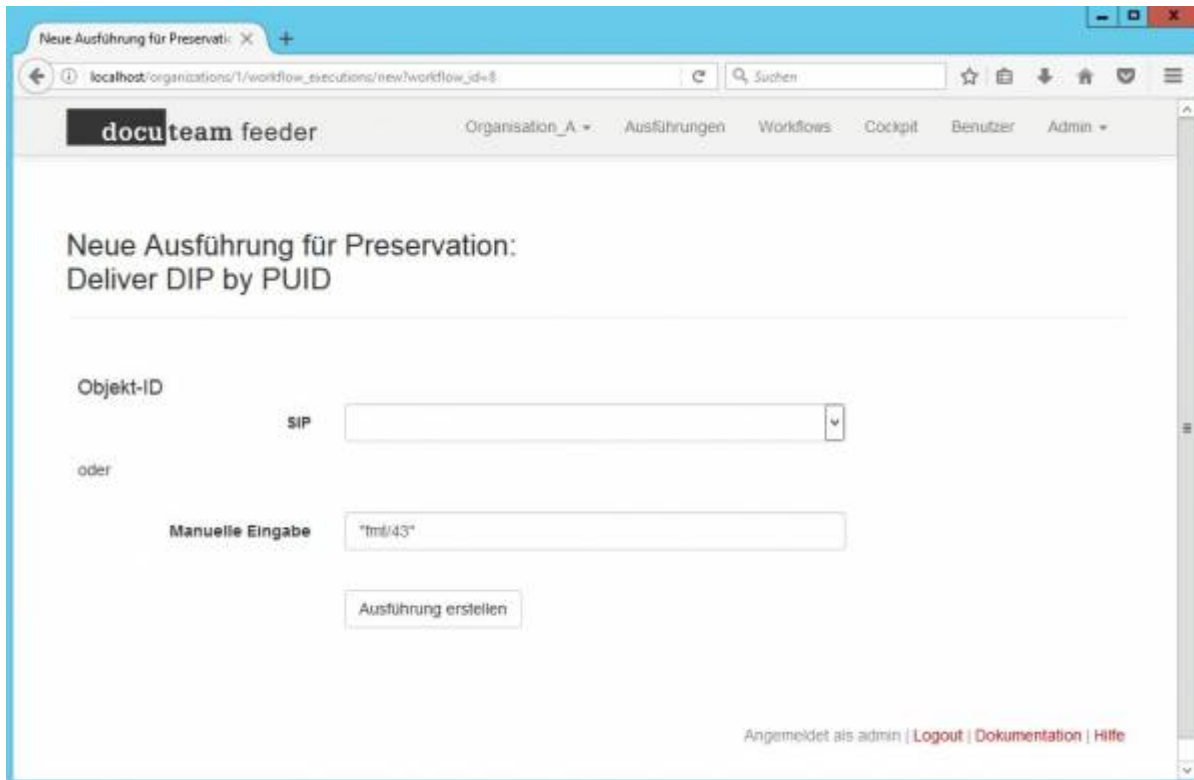 Neue Ausführung für Preservati
localhost/organizations/1/workflow_executions/new?workflow_id=8
Suchen
docuteam feeder
Organisation_A Ausführungen Workflows Cockpit Benutzer Admin
Neue Ausführung für Preservation:
Deliver DIP by PUID
Objekt-ID
SIP
oder
Manuelle Eingabe "fmt/43"
Ausführung erstellen
Angemeldet als admin | Logout | Dokumentation | Hilfe